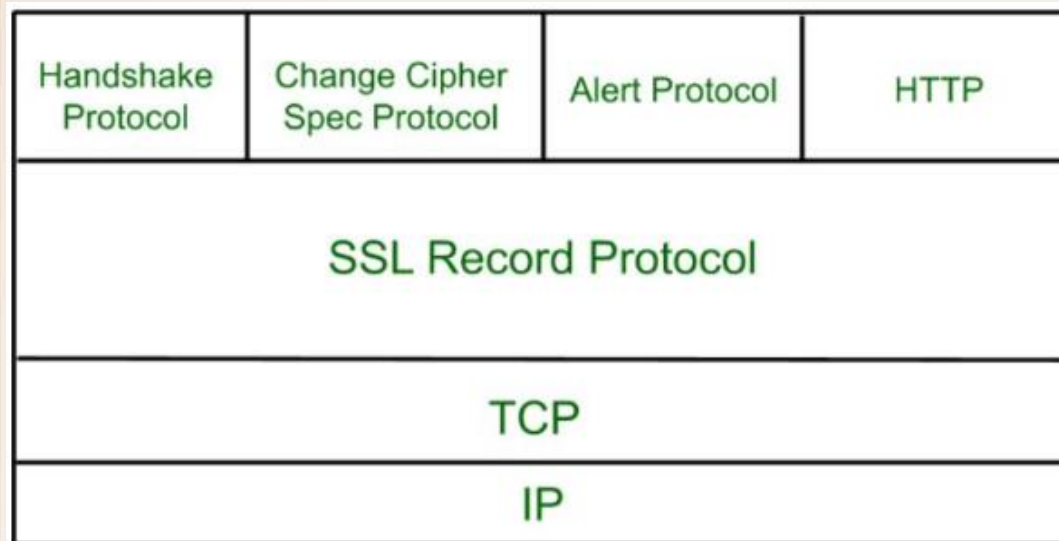 Handshake
Protocol
Change Cipher
Spec Protocol
Alert Protocol
HTTP
SSL Record Protocol
TCP
IP